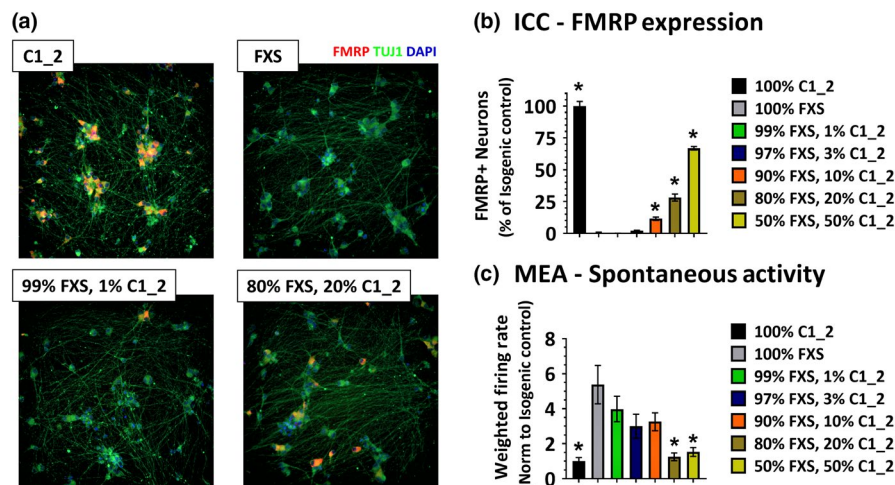 (a)
C1_2
FXS
FMRP TUJ1 DAPI
99% FXS, 1% C1_2
80% FXS, 20% C1_2
(b) ICC - FMRP expression
FMRP+ Neurons
(% of Isogenic control)
100
75
50
25
0
*
*
*
*
100% C1_2
100% FXS
99% FXS, 1% C1_2
97% FXS, 3% C1_2
90% FXS, 10% C1_2
80% FXS, 20% C1_2
50% FXS, 50% C1_2
(c) MEA - Spontaneous activity
Weighted firing rate
Norm to Isogenic control)
8
6
4
2
0
*
*
*
100% C1_2
100% FXS
99% FXS, 1% C1_2
97% FXS, 3% C1_2
90% FXS, 10% C1_2
80% FXS, 20% C1_2
50% FXS, 50% C1_2